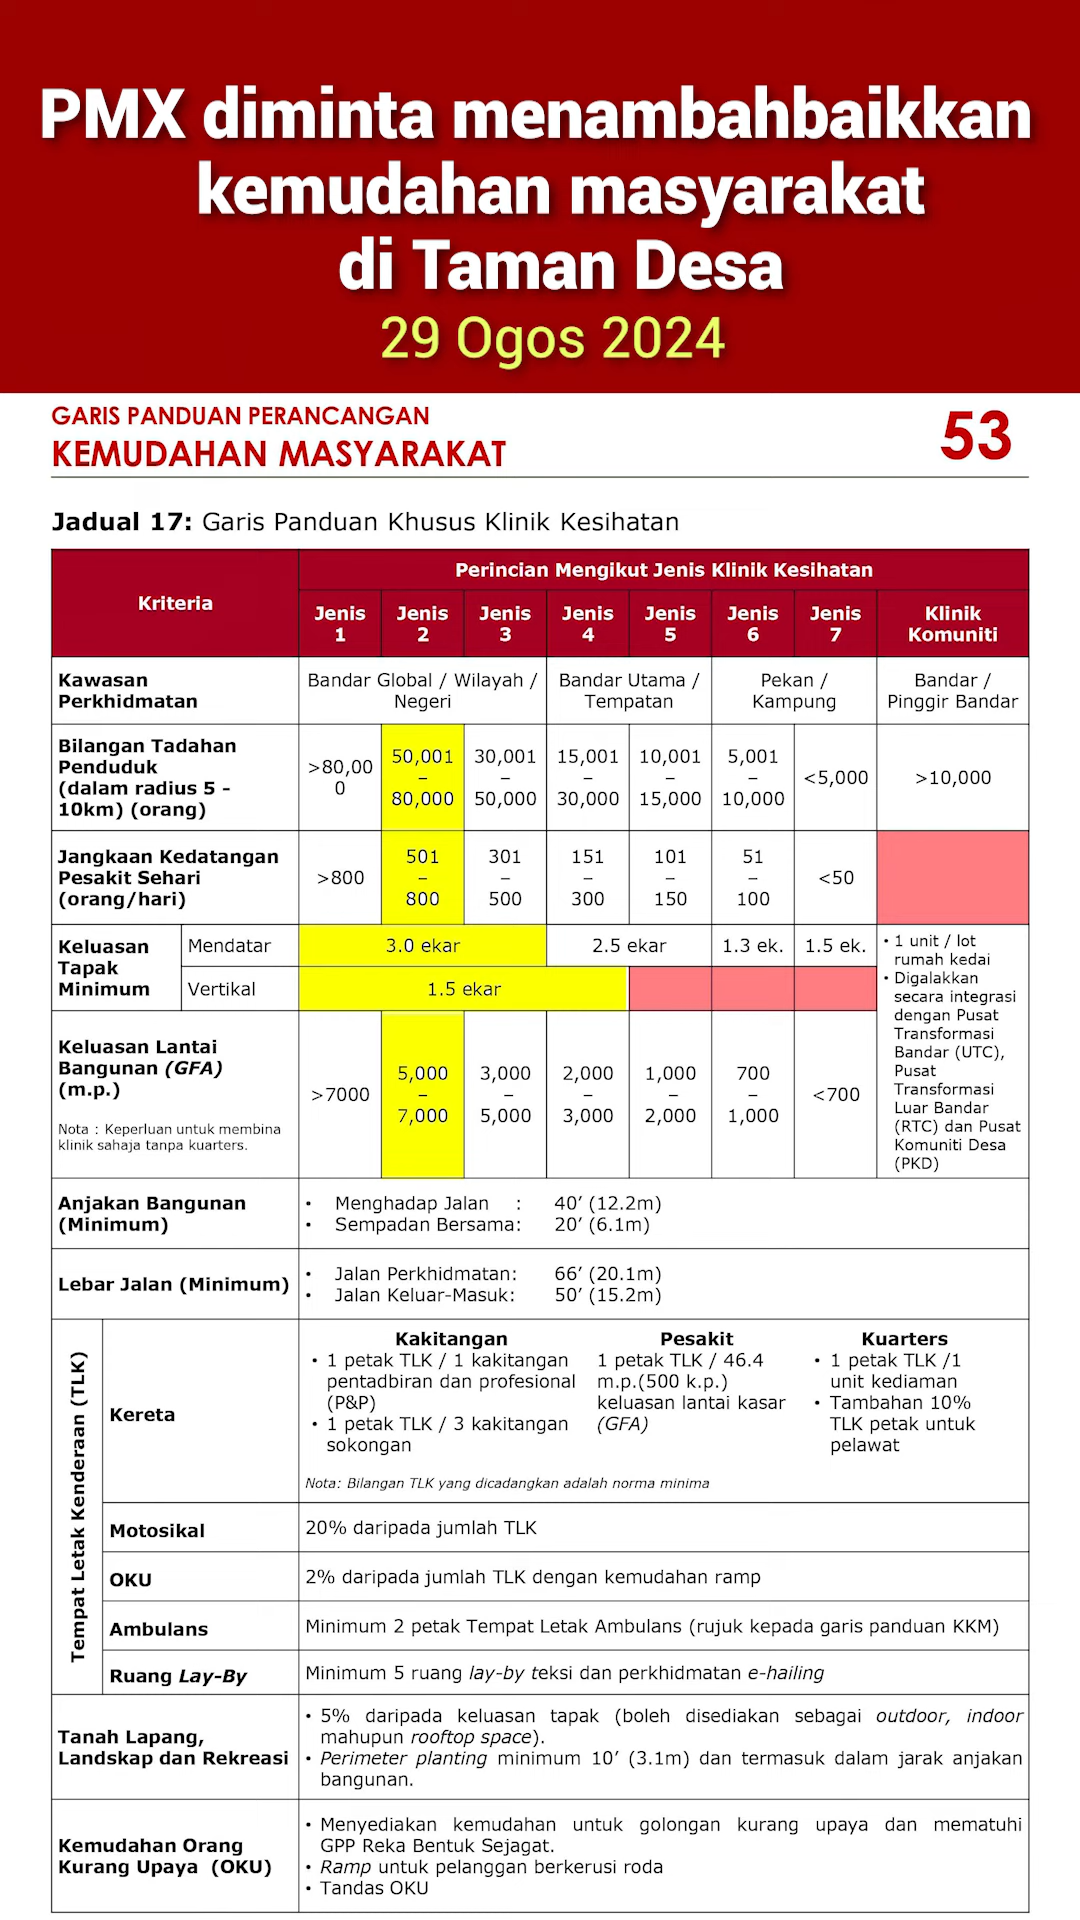 PMX diminta menambahbaikkan
kemudahan masyarakat
di Taman Desa
29 Ogos 2024
GARIS PANDUAN PERANCANGAN
KEMUDAHAN MASYARAKAT
53
Jadual 17: Garis Panduan Khusus Klinik Kesihatan
Kriteria
Perincian Mengikut Jenis Klinik Kesihatan
Jenis 1
Jenis 2
Jenis 3
Jenis 4
Jenis 5
Jenis 6
Jenis 7
Klinik
Komuniti
Kawasan
Perkhidmatan
Bandar Global / Wilayah /
Negeri
Bandar Utama /
Tempatan
Pekan /
Kampung
Bandar /
Pinggir Bandar
Bilangan Tadahan
Penduduk
(dalam radius 5 -
10km) (orang)
>80,00
0
50,001
–
80,000
30,001
–
50,000
15,001
–
30,000
10,001
–
15,000
5,001
–
10,000
<5,000
>10,000
Jangkaan Kedatangan
Pesakit Sehari
(orang/hari)
>800
501
–
800
301
–
500
151
–
300
101
–
150
51
–
100
<50
Keluasan
Tapak
Minimum
Mendatar
3.0 ekar
2.5 ekar
1.3 ek.
1.5 ek.
Vertikal
1.5 ekar
• 1 unit / lot
rumah kedai
• Digalakkan
secara integrasi
dengan Pusat
Transformasi
Bandar (UTC),
Pusat
Transformasi
Luar Bandar
(RTC) dan Pusat
Komuniti Desa
(PKD)
Keluasan Lantai
Bangunan (GFA)
(m.p.)
Nota : Keperluan untuk membina
klinik sahaja tanpa kuarters.
>7000
5,000
–
7,000
3,000
–
5,000
2,000
–
3,000
1,000
–
2,000
700
–
1,000
<700
Anjakan Bangunan
(Minimum)
• Menghadap Jalan : 40’ (12.2m)
• Sempadan Bersama: 20’ (6.1m)
Lebar Jalan (Minimum)
• Jalan Perkhidmatan: 66’ (20.1m)
• Jalan Keluar-Masuk: 50’ (15.2m)
Tempat Letak Kenderaan (TLK)
Kereta
Kakitangan
• 1 petak TLK / 1 kakitangan
pentadbiran dan profesional
(P&P)
• 1 petak TLK / 3 kakitangan
sokongan
Pesakit
1 petak TLK / 46.4
m.p.(500 k.p.)
keluasan lantai kasar
(GFA)
Kuarters
• 1 petak TLK /1
unit kediaman
• Tambahan 10%
TLK petak untuk
pelawat
Nota: Bilangan TLK yang dicadangkan adalah norma minima
Motosikal
20% daripada jumlah TLK
OKU
2% daripada jumlah TLK dengan kemudahan ramp
Ambulans
Minimum 2 petak Tempat Letak Ambulans (rujuk kepada garis panduan KKM)
Ruang Lay-By
Minimum 5 ruang lay-by teksi dan perkhidmatan e-hailing
Tanah Lapang,
Landskap dan Rekreasi
• 5% daripada keluasan tapak (boleh disediakan sebagai outdoor, indoor
mahupun rooftop space).
• Perimeter planting minimum 10’ (3.1m) dan termasuk dalam jarak anjakan
bangunan.
Kemudahan Orang
Kurang Upaya (OKU)
• Menyediakan kemudahan untuk golongan kurang upaya dan mematuhi
GPP Reka Bentuk Sejagat.
• Ramp untuk pelanggan berkerusi roda
• Tandas OKU